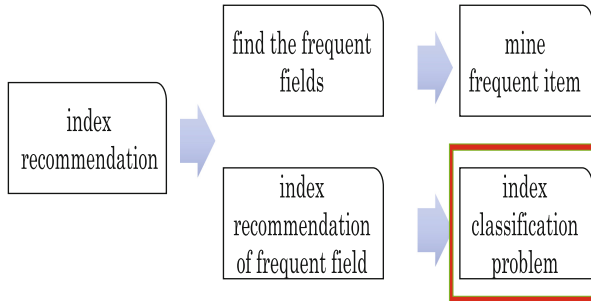 index
recommendation
find the frequent
fields
mine
frequent item
index
recommendation
of frequent field
index
classification
problem